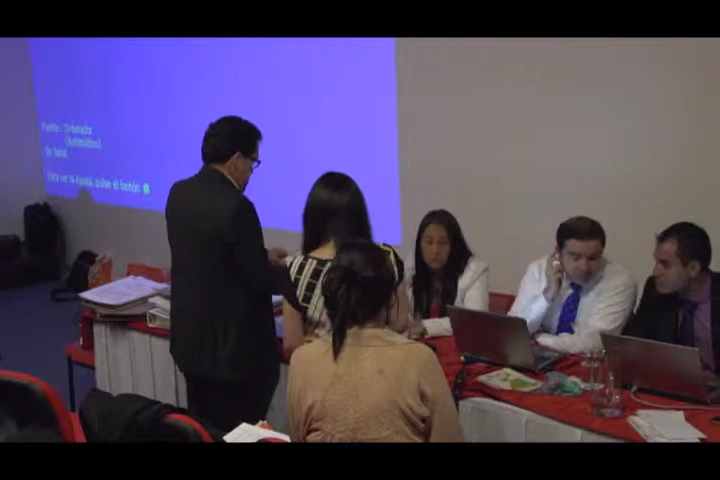 Fuente: Ordenador
(Automático)
Sin Señal
Para ver la Ayuda, pulse el botón